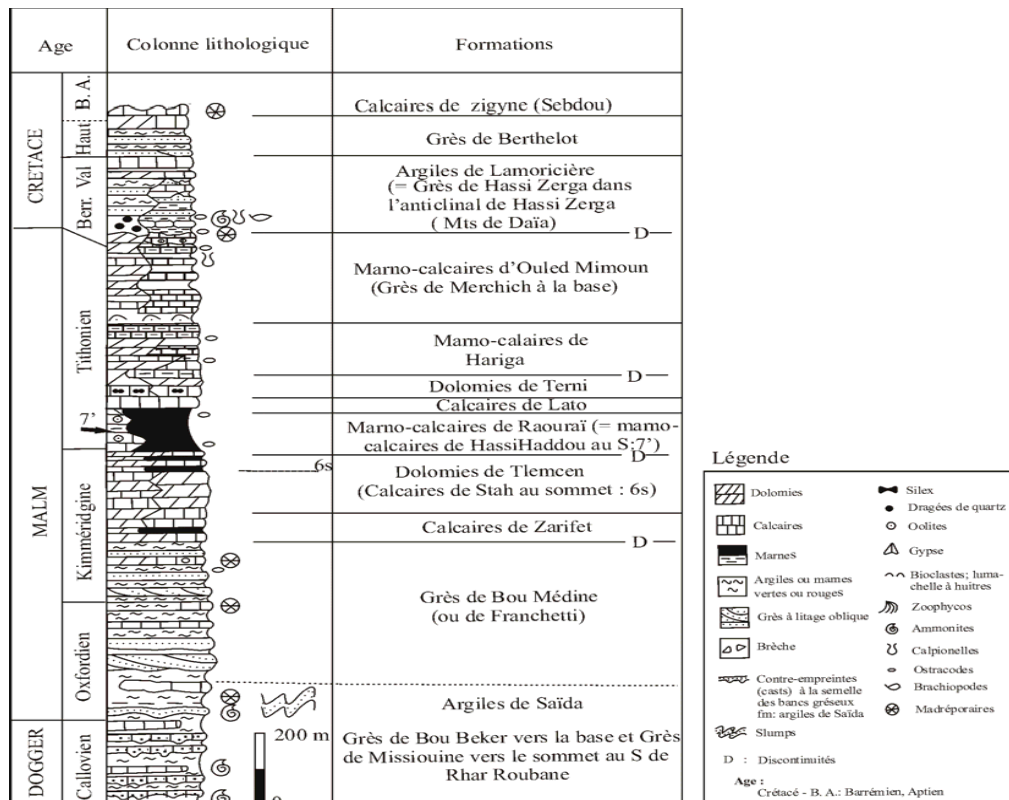 Age
Colonne lithologique
Formations
CRETACE
B. A.
Haut
Berr. Val
MALM
Tithonien
7'
Kimméridgine
Oxfordien
DOGGER
Callovien
6s
200 m
0
Calcaires de zigyne (Sebdou)
Grès de Berthelot
Argiles de Lamoricière
(= Grès de Hassi Zerga dans
l'anticlinal de Hassi Zerga
( Mts de Daïa)
D
Marno-calcaires d'Ouled Mimoun
(Grès de Merchich à la base)
Marno-calaires de
Hariga
D
Dolomies de Terni
Calcaires de Lato
Marno-calcaires de Raouraï (= mamo-
calcaires de HassiHaddou au S:7')
D
Dolomies de Tlemcen
(Calcaires de Stah au sommet : 6s)
Calcaires de Zarifet
D
Grès de Bou Médine
(ou de Franchetti)
Argiles de Saïda
Grès de Bou Beker vers la base et Grès
de Missiouine vers le sommet au S de
Rhar Roubane
Légende
Dolomies
Calcaires
Marnes
Argiles ou mames
vertes ou rouges
Grès à litage oblique
Brèche
Contre-empreintes
(casts) à la semelle
des bancs gréseux
fm: argiles de Saïda
Slumps
D : Discontinuités
Age :
Crétacé - B. A.: Barrémien, Aptien
Silex
Dragées de quartz
Oolites
Gypse
Bioclastes; luma-
chelle à huitres
Zoophycos
Ammonites
Calpionelles
Ostracodes
Brachiopodes
Madréporaires